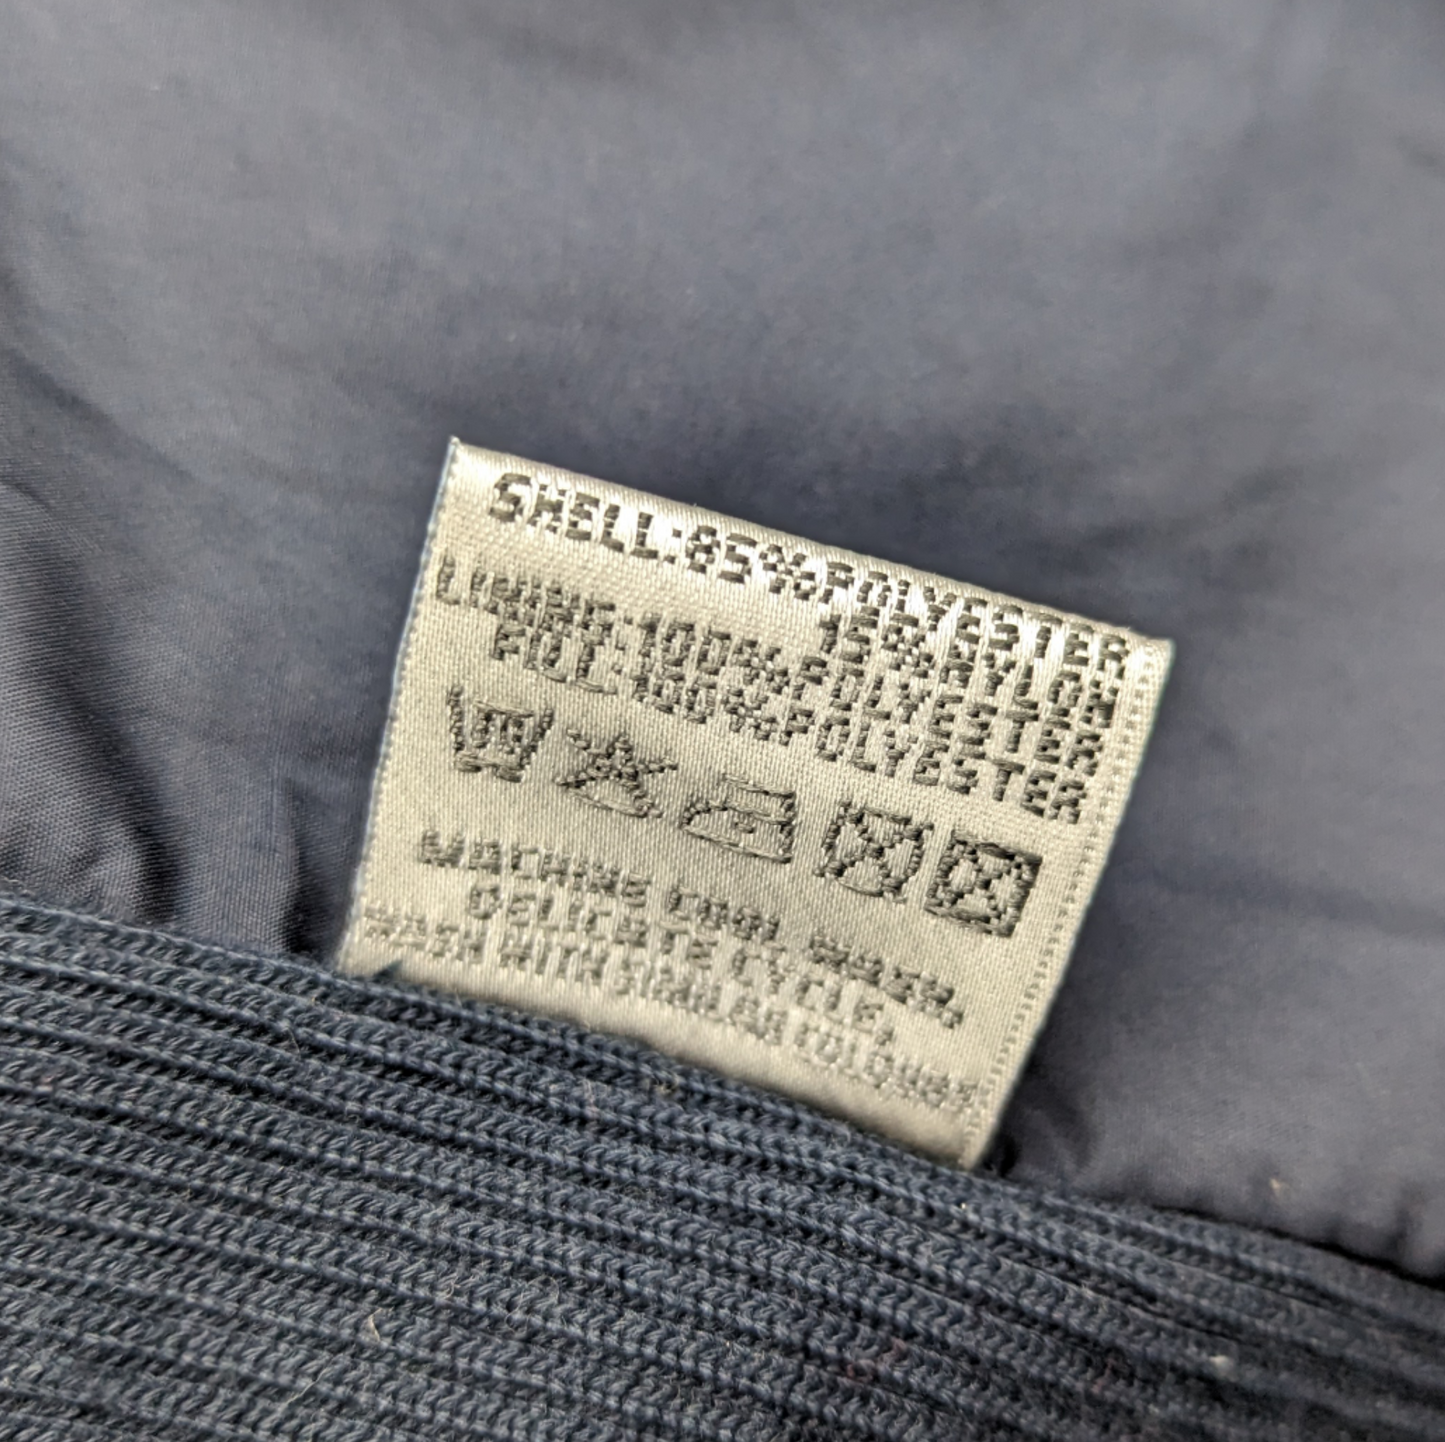 SHELL:85%POLYESTER
15%NYLON
LINING:100%POLYESTER
FILL:100%POLYESTER
MACHINE COOL WASH,
DELICATE CYCLE,
WASH WITH SIMILAR COLOURS